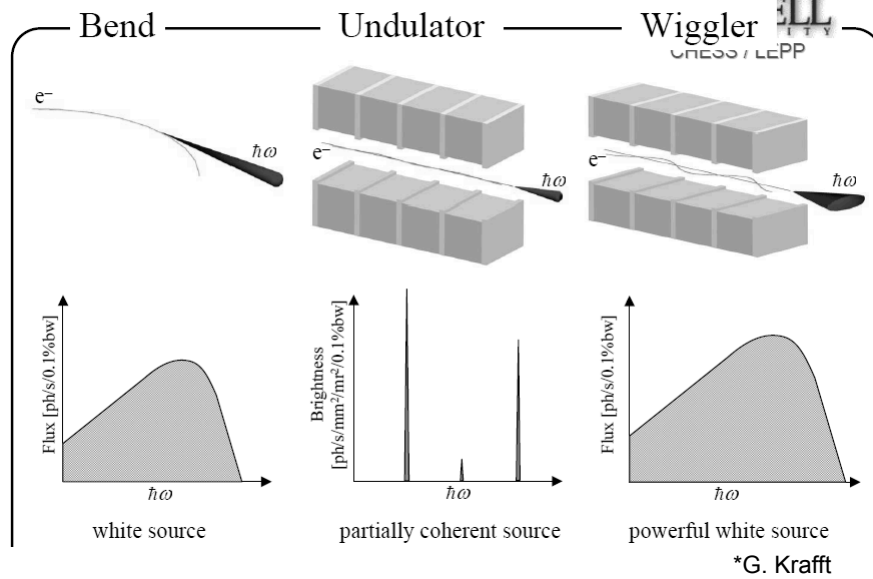 Bend
Undulator
Wiggler
CHESS / LEPP
e⁻
ħω
e⁻
ħω
e⁻
ħω
Flux [ph/s/0.1%bw]
ħω
white source
Brightness
[ph/s/mm²/mr²/0.1%bw]
ħω
partially coherent source
Flux [ph/s/0.1%bw]
ħω
powerful white source
*G. Krafft